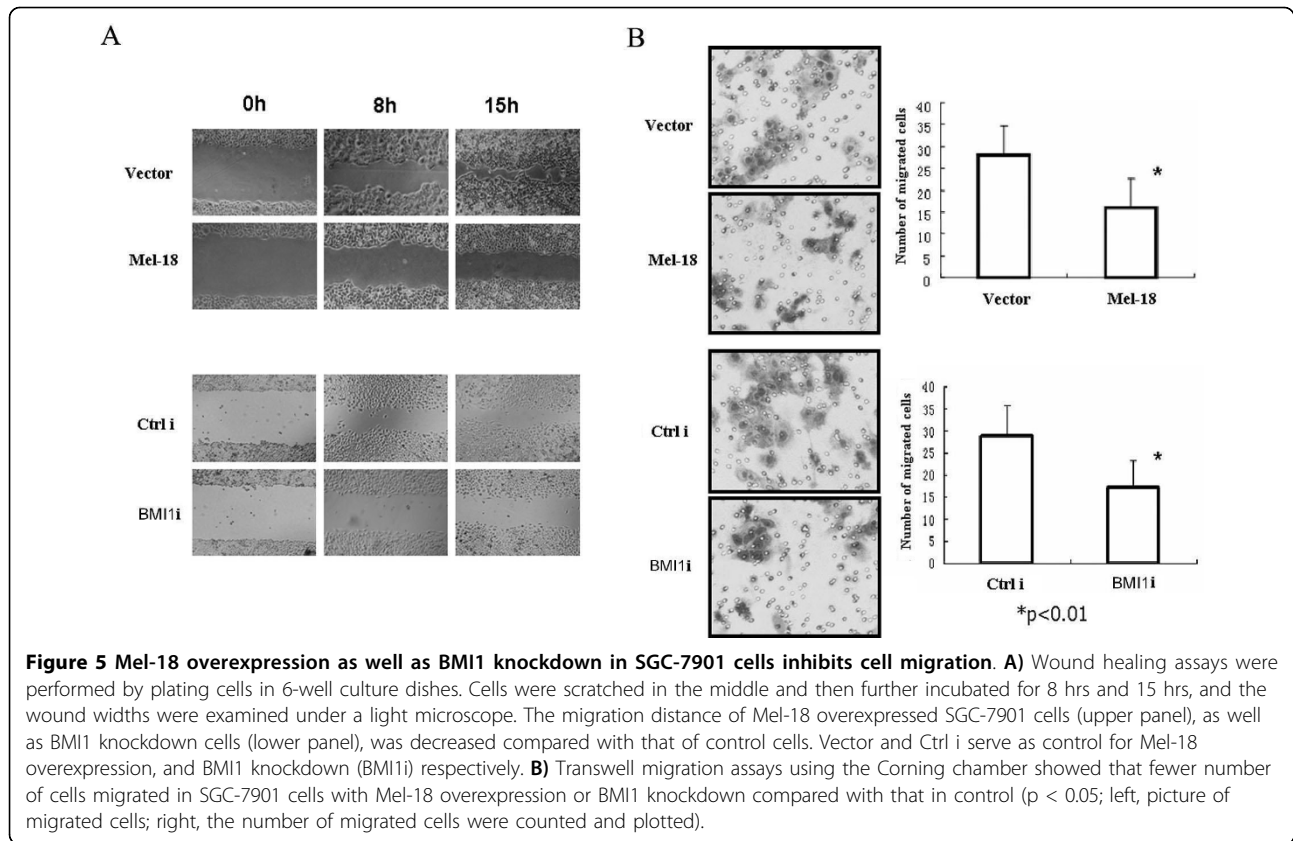 A
0h 8h 15h
Vector
Mel-18
Ctrl i
BMI1i
B
Vector
Mel-18
Ctrl i
BMI1i
Number of migrated cells
40
35
30
25
20
15
10
5
0
*
Vector Mel-18
Number of migrated cells
40
35
30
25
20
15
10
5
0
*
Ctrl i BMI1i
*p<0.01
Figure 5 Mel-18 overexpression as well as BMI1 knockdown in SGC-7901 cells inhibits cell migration. A) Wound healing assays were
performed by plating cells in 6-well culture dishes. Cells were scratched in the middle and then further incubated for 8 hrs and 15 hrs, and the
wound widths were examined under a light microscope. The migration distance of Mel-18 overexpressed SGC-7901 cells (upper panel), as well
as BMI1 knockdown cells (lower panel), was decreased compared with that of control cells. Vector and Ctrl i serve as control for Mel-18
overexpression, and BMI1 knockdown (BMI1i) respectively. B) Transwell migration assays using the Corning chamber showed that fewer number
of cells migrated in SGC-7901 cells with Mel-18 overexpression or BMI1 knockdown compared with that in control (p < 0.05; left, picture of
migrated cells; right, the number of migrated cells were counted and plotted).